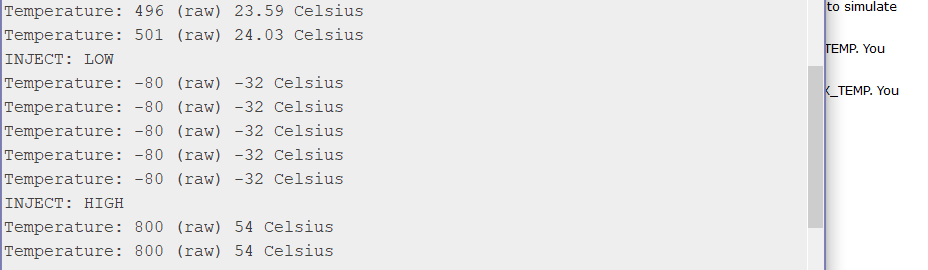 Temperature: 496 (raw) 23.59 Celsius
Temperature: 501 (raw) 24.03 Celsius
INJECT: LOW
Temperature: -80 (raw) -32 Celsius
Temperature: -80 (raw) -32 Celsius
Temperature: -80 (raw) -32 Celsius
Temperature: -80 (raw) -32 Celsius
Temperature: -80 (raw) -32 Celsius
INJECT: HIGH
Temperature: 800 (raw) 54 Celsius
Temperature: 800 (raw) 54 Celsius
to simulate
TEMP. You
_TEMP. You